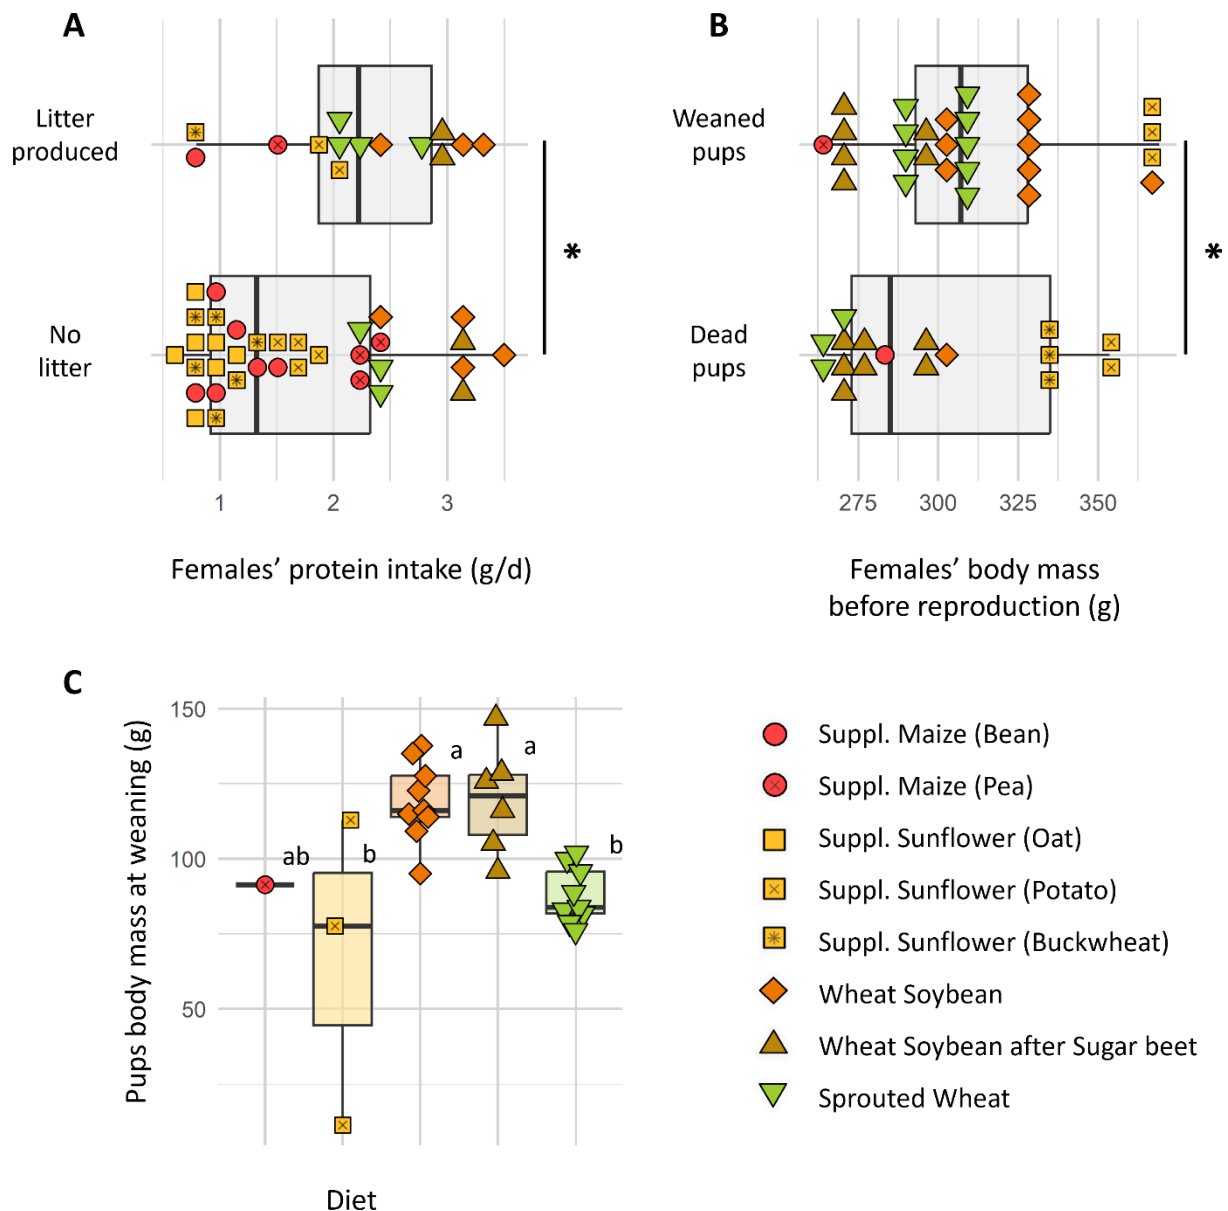 A
B
Litter
produced
No
litter
*
1 2 3
Females’ protein intake (g/d)
Weaned
pups
Dead
pups
*
275 300 325 350
Females’ body mass
before reproduction (g)
C
Pups body mass at weaning (g)
150
100
50
ab
b
a
a
b
Diet
Suppl. Maize (Bean)
Suppl. Maize (Pea)
Suppl. Sunflower (Oat)
Suppl. Sunflower (Potato)
Suppl. Sunflower (Buckwheat)
Wheat Soybean
Wheat Soybean after Sugar beet
Sprouted Wheat